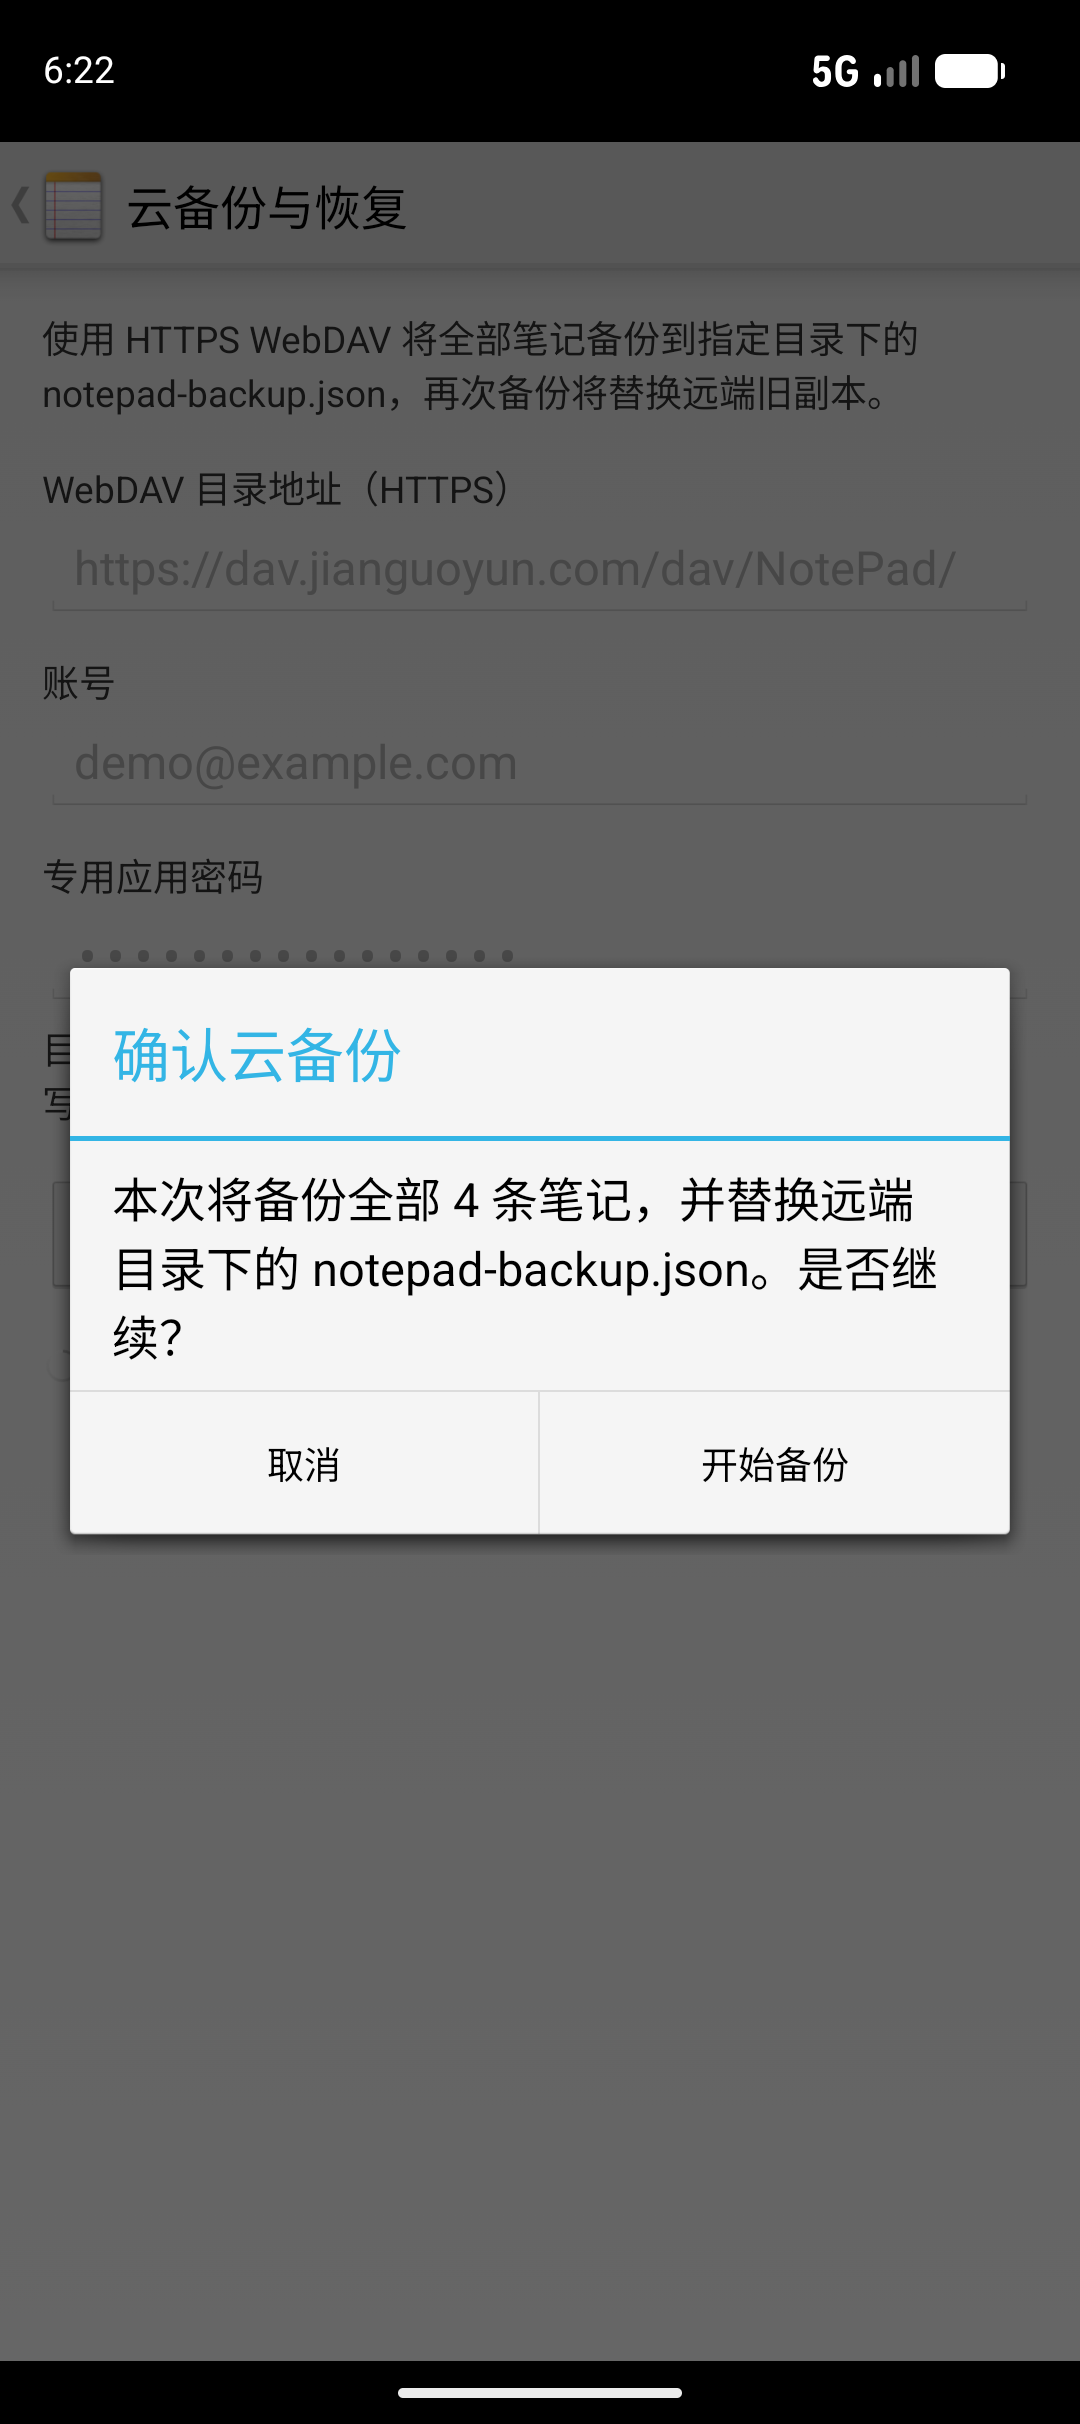 6:22
5G
云备份与恢复
使用 HTTPS WebDAV 将全部笔记备份到指定目录下的
notepad-backup.json，再次备份将替换远端旧副本。
WebDAV 目录地址（HTTPS）
https://dav.jianguoyun.com/dav/NotePad/
账号
demo@example.com
专用应用密码
••••••••••••••••
确认云备份
本次将备份全部 4 条笔记，并替换远端
目录下的 notepad-backup.json。是否继
续？
取消
开始备份